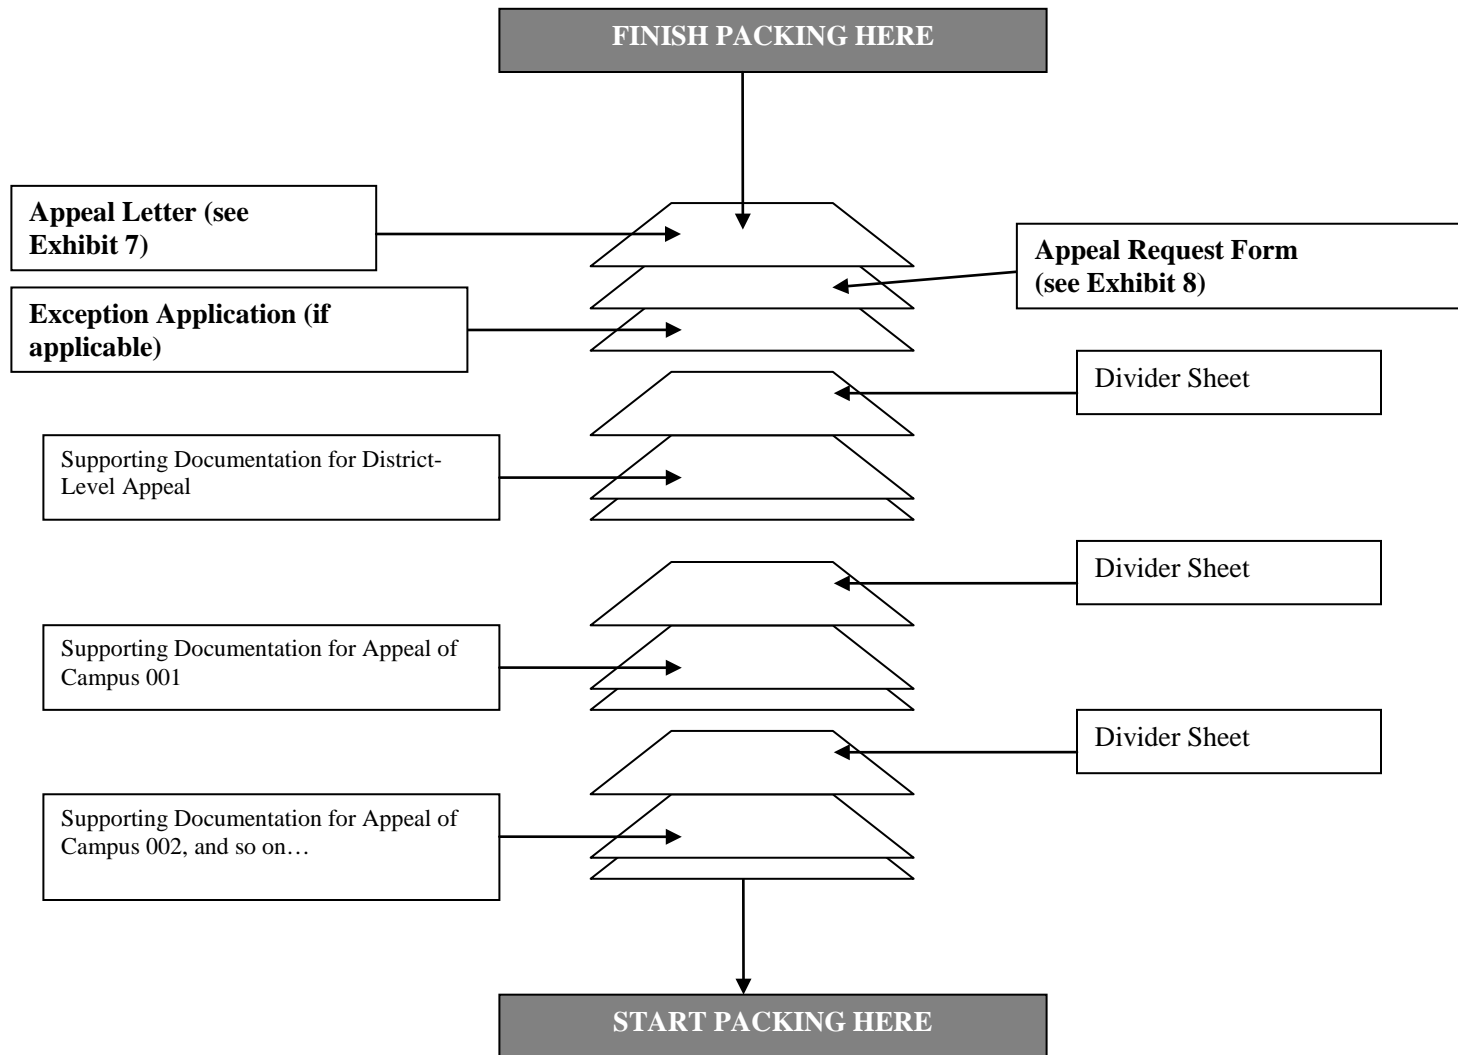 FINISH PACKING HERE
Appeal Letter (see
Exhibit 7)
Appeal Request Form
(see Exhibit 8)
Exception Application (if
applicable)
Divider Sheet
Supporting Documentation for District-
Level Appeal
Divider Sheet
Supporting Documentation for Appeal of
Campus 001
Divider Sheet
Supporting Documentation for Appeal of
Campus 002, and so on…
START PACKING HERE